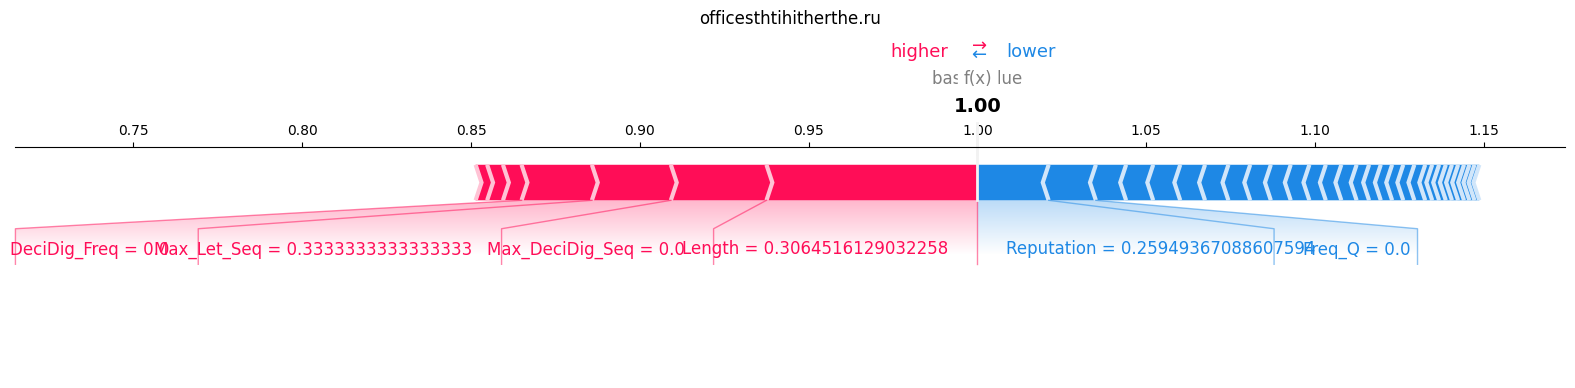 officesthtihitherthe.ru
higher → ← lower
bas f(x) lue
1.00
0.75 0.80 0.85 0.90 0.95 1.00 1.05 1.10 1.15
DeciDig_Freq = 0.0 Max_Let_Seq = 0.3333333333333333 Max_DeciDig_Seq = 0.0 Length = 0.3064516129032258 Reputation = 0.25949367088607594 Freq_Q = 0.0